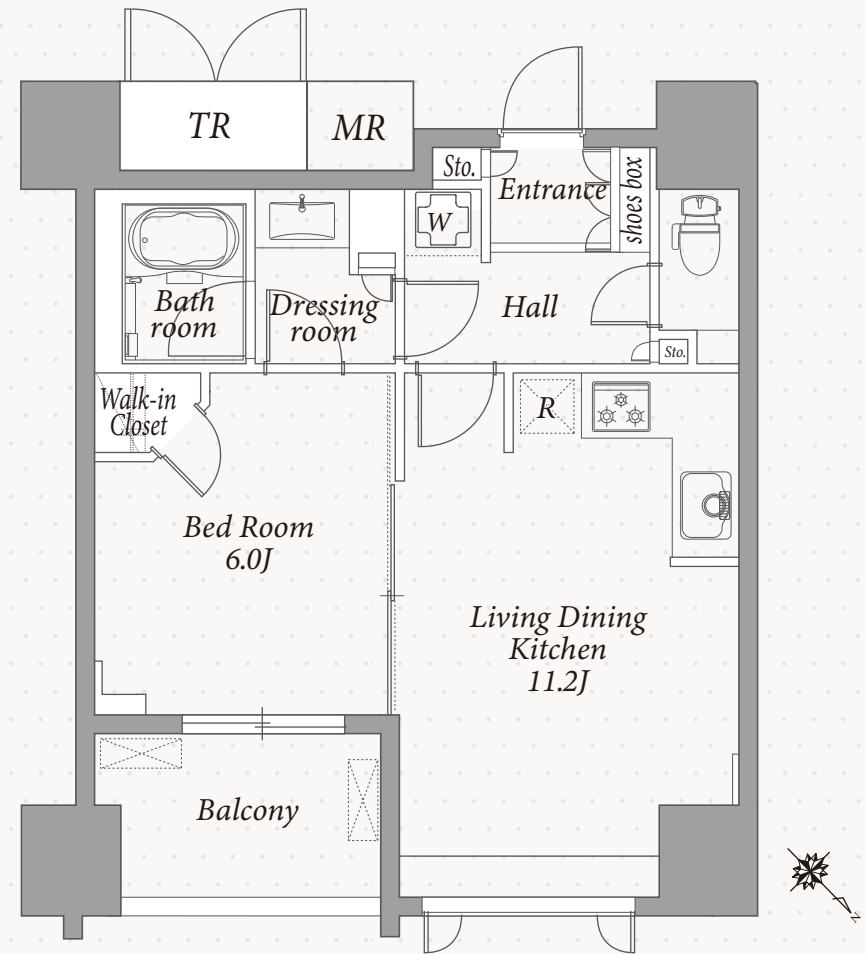 TR
MR
Sto.
Entrance
shoes box
W
Bath
room
Dressing
room
Hall
Sto.
Walk-in
Closet
R
Bed Room
6.0J
Living Dining
Kitchen
11.2J
Balcony
N